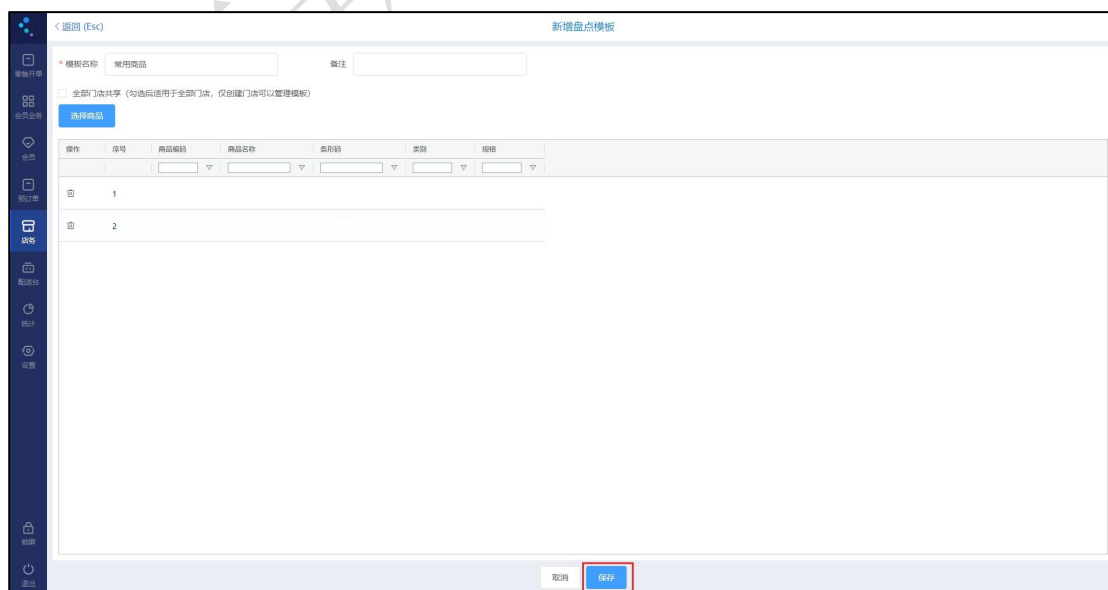 < 返回 (Esc)
新增盘点模板
* 模板名称 常用商品 备注
全部门店共享（勾选后适用于全部门店，仅创建门店可以管理模板）
选择商品
操作 序号 商品编码 商品名称 条形码 类别 规格
1
2
零售开单
会员业务
会员
预订单
店务
配送台
统计
设置
锁屏
退出
取消 保存